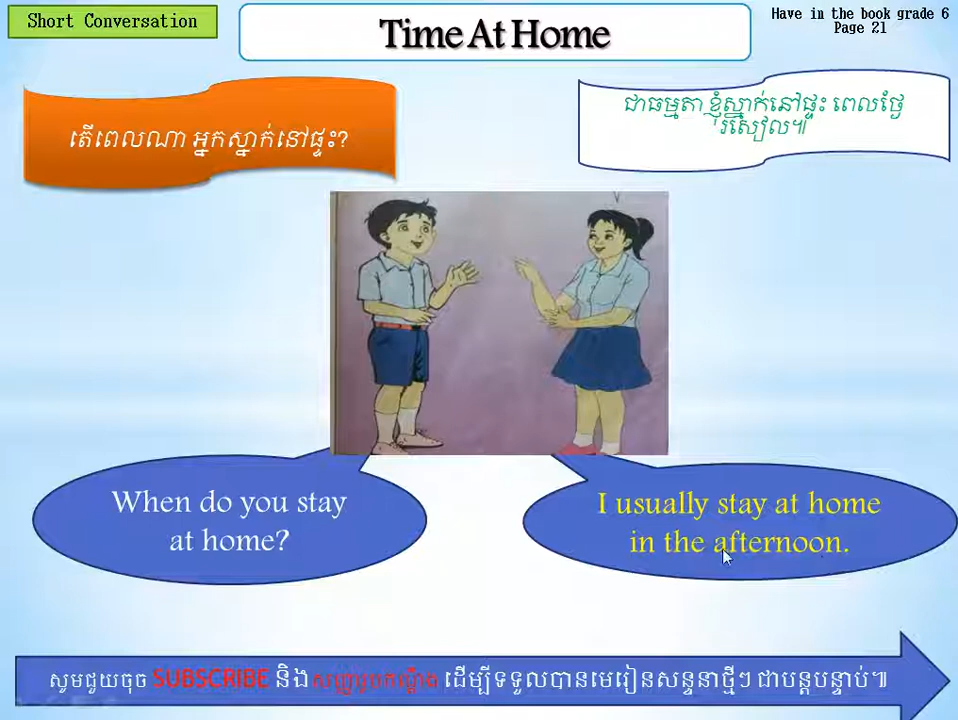 Short Conversation
Time At Home
Have in the book grade 6
Page 21
តើពេលណា អ្នកស្នាក់នៅផ្ទះ?
ជាធម្មតា ខ្ញុំស្នាក់នៅផ្ទះ ពេលថ្ងៃ
រសៀល៕
When do you stay
at home?
I usually stay at home
in the afternoon.
សូមជួយចុច SUBSCRIBE និង សញ្ញរូបកណ្ដឹង ដើម្បីទទួលបានមេរៀនសន្ទនាថ្មីៗ ជាបន្តបន្ទាប់៕